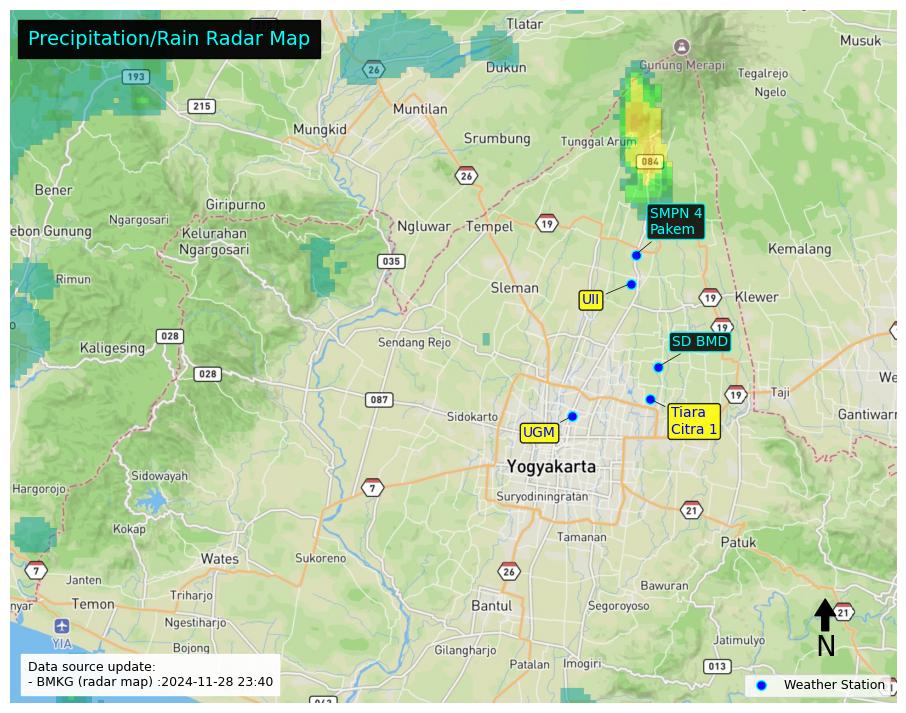 Precipitation/Rain Radar Map
Tlatar
Musuk
26
Gunung Merapi
193
Dukun
Tegalrejo
Ngelo
215
Muntilan
Mungkid
Srumbung
Tunggal Arum
084
26
Bener
Giripurno
Ngargosari
SMPN 4
Pakem
ebon Gunung
Kelurahan
Ngargosari
Ngluwar
Tempel
19
Kemalang
035
Rimun
Sleman
UII
19
Klewer
19
028
Kaligesing
Sendang Rejo
SD BMD
028
087
19
Taji
We
Sidokarto
Tiara
Citra 1
Gantiwarn
UGM
Yogyakarta
Sidowayah
Hargorojo
7
Suryodiningratan
21
Kokap
Tamanan
Patuk
Wates
Sukoreno
7
26
Janten
Bawuran
Triharjo
nyar
Temon
Bantul
Segoroyoso
21
Ngestiharjo
YIA
N
Jatimulyo
Bojong
Gilangharjo
Patalan
Imogiri
013
Data source update:
- BMKG (radar map) :2024-11-28 23:40
Weather Station